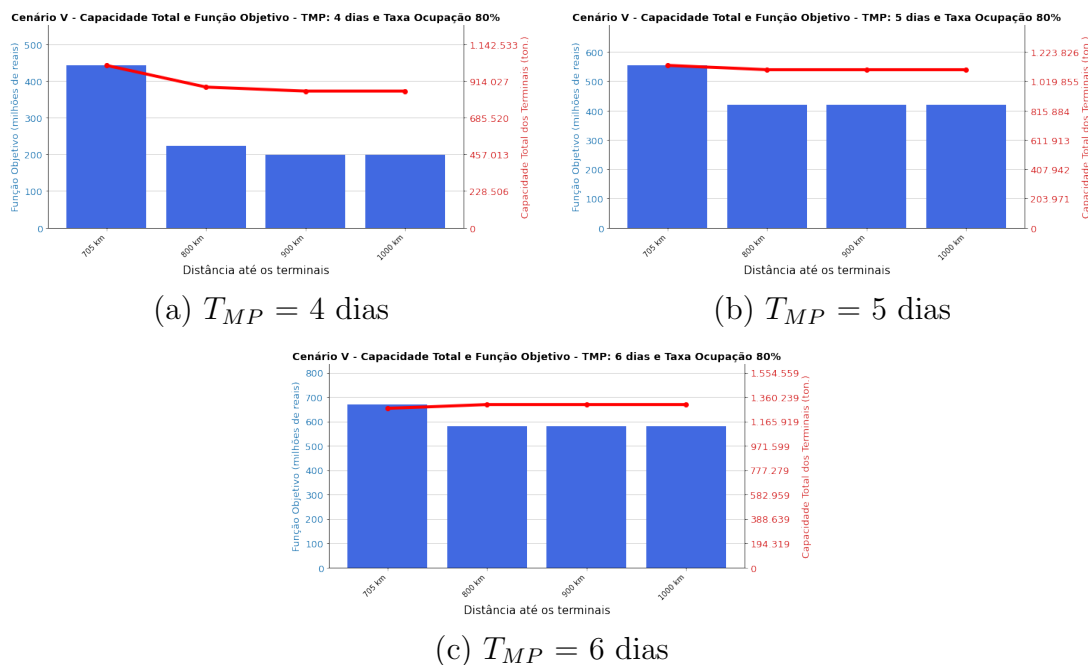 Cenário V - Capacidade Total e Função Objetivo - TMP: 4 dias e Taxa Ocupação 80%
Função Objetivo (milhões de reais)
500
400
300
200
100
0
1.142.533
914.027
685.520
457.013
228.506
0
Capacidade Total dos Terminais (ton.)
705 km
800 km
900 km
1000 km
Distância até os terminais
(a) T_MP = 4 dias
Cenário V - Capacidade Total e Função Objetivo - TMP: 5 dias e Taxa Ocupação 80%
Função Objetivo (milhões de reais)
600
500
400
300
200
100
0
1.223.826
1.019.855
815.884
611.913
407.942
203.971
0
Capacidade Total dos Terminais (ton.)
705 km
800 km
900 km
1000 km
Distância até os terminais
(b) T_MP = 5 dias
Cenário V - Capacidade Total e Função Objetivo - TMP: 6 dias e Taxa Ocupação 80%
Função Objetivo (milhões de reais)
800
700
600
500
400
300
200
100
0
1.554.559
1.360.239
1.165.919
971.599
777.279
582.959
388.639
194.319
0
Capacidade Total dos Terminais (ton.)
705 km
800 km
900 km
1000 km
Distância até os terminais
(c) T_MP = 6 dias